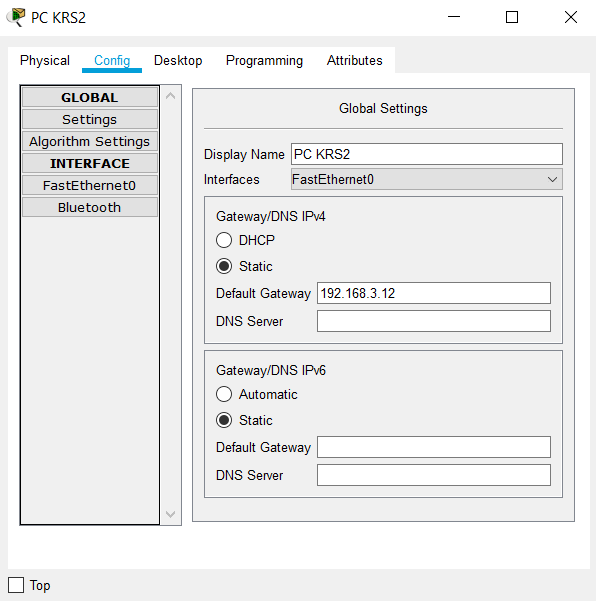 PC KRS2
Physical Config Desktop Programming Attributes
GLOBAL
Settings
Algorithm Settings
INTERFACE
FastEthernet0
Bluetooth
Global Settings
Display Name PC KRS2
Interfaces FastEthernet0
Gateway/DNS IPv4
DHCP
Static
Default Gateway 192.168.3.12
DNS Server
Gateway/DNS IPv6
Automatic
Static
Default Gateway
DNS Server
Top